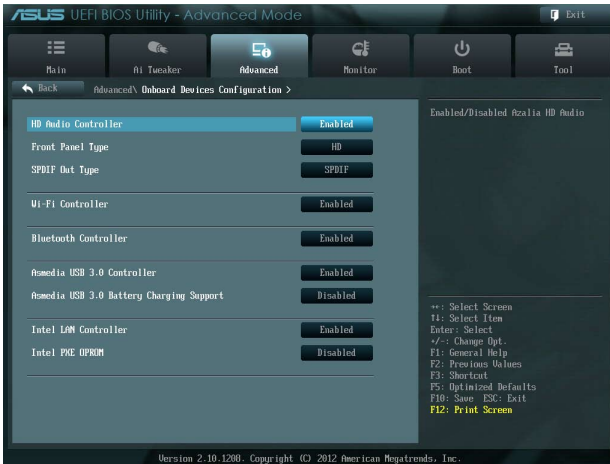 ASUS UEFI BIOS Utility - Advanced Mode
Exit
Main
Ai Tweaker
Advanced
Monitor
Boot
Tool
Back
Advanced\ Onboard Devices Configuration >
HD Audio Controller Enabled
Front Panel Type HD
SPDIF Out Type SPDIF
Wi-Fi Controller Enabled
Bluetooth Controller Enabled
Asmedia USB 3.0 Controller Enabled
Asmedia USB 3.0 Battery Charging Support Disabled
Intel LAN Controller Enabled
Intel PXE OPROM Disabled
Enabled/Disabled Azalia HD Audio
→←: Select Screen
↑↓: Select Item
Enter: Select
+/-: Change Opt.
F1: General Help
F2: Previous Values
F3: Shortcut
F5: Optimized Defaults
F10: Save ESC: Exit
F12: Print Screen
Version 2.10.1208. Copyright (C) 2012 American Megatrends, Inc.